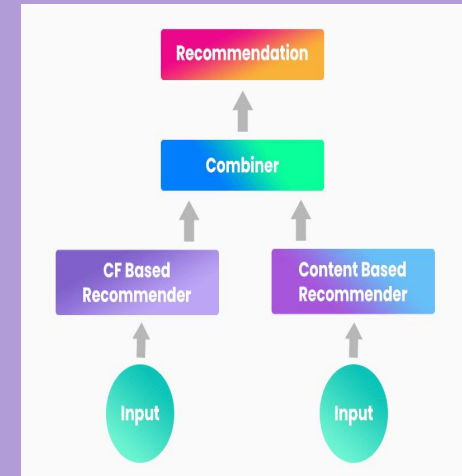 Recommendation
Combiner
CF Based
Recommender
Content Based
Recommender
Input
Input